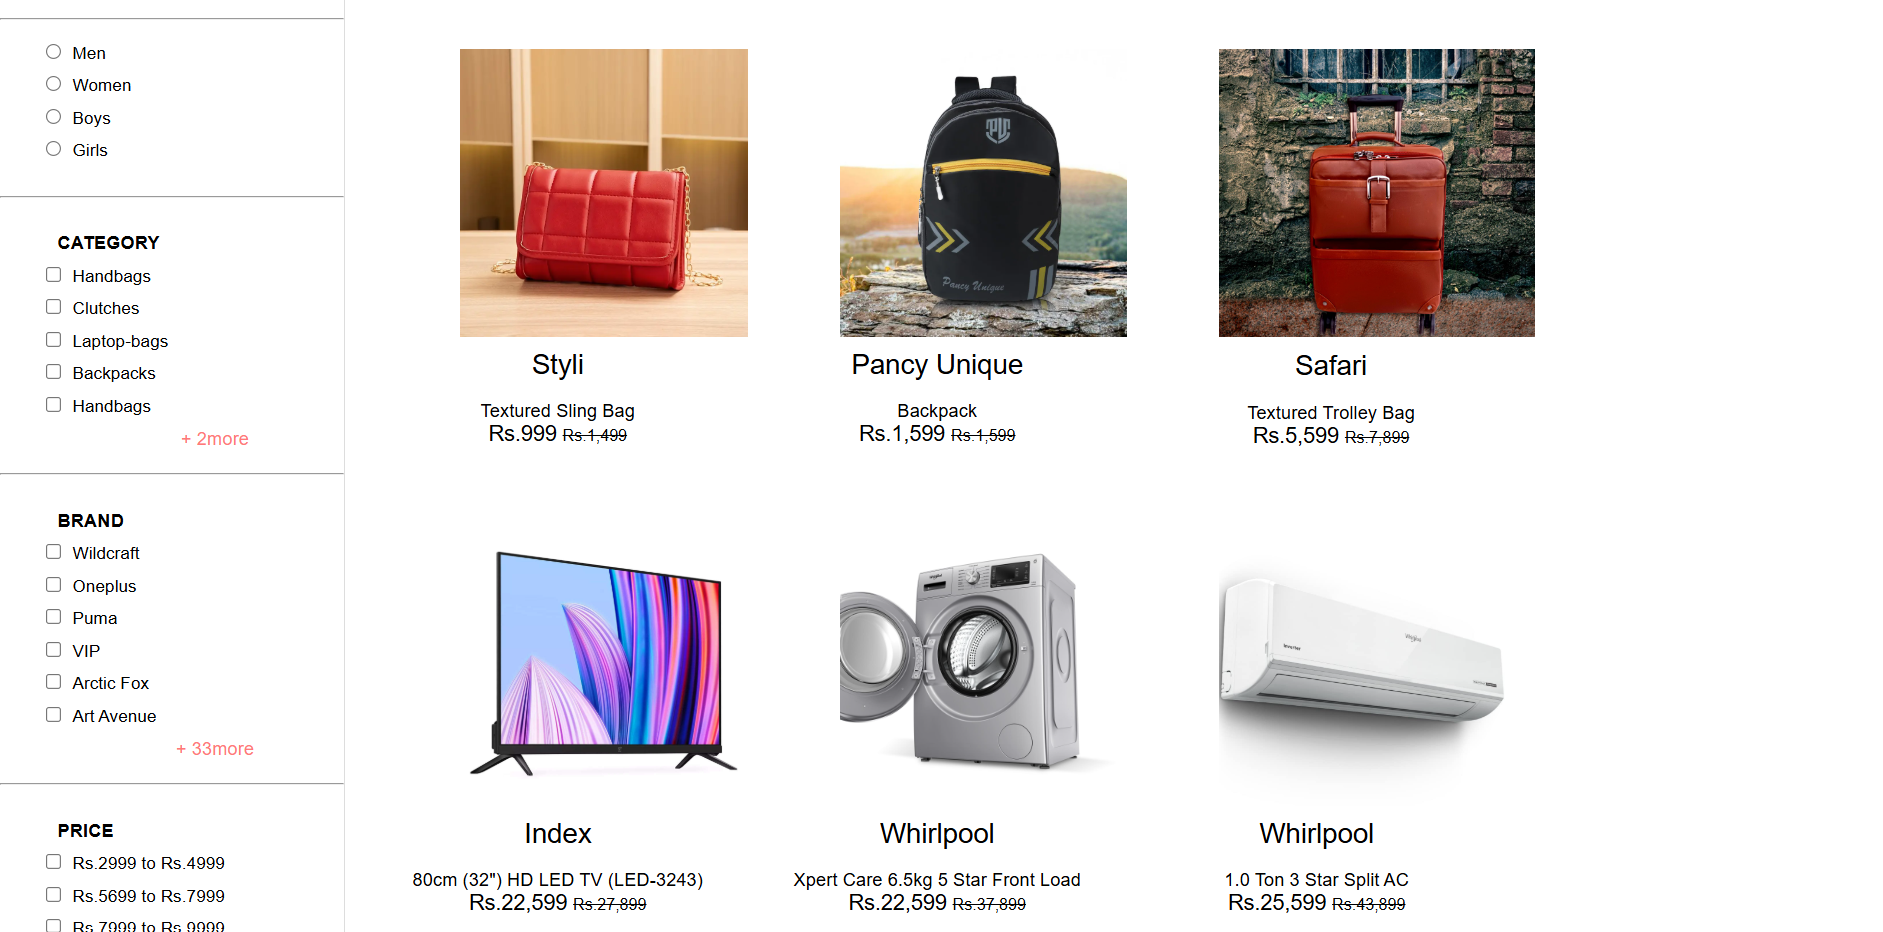 Men
Women
Boys
Girls
CATEGORY
Handbags
Clutches
Laptop-bags
Backpacks
Handbags
+ 2more
BRAND
Wildcraft
Oneplus
Puma
VIP
Arctic Fox
Art Avenue
+ 33more
PRICE
Rs.2999 to Rs.4999
Rs.5699 to Rs.7999
Rs.7999 to Rs.9999
Styli
Textured Sling Bag
Rs.999 Rs.1,499
Pancy Unique
Pancy Unique
Backpack
Rs.1,599 Rs.1,599
Safari
Textured Trolley Bag
Rs.5,599 Rs.7,899
Index
80cm (32") HD LED TV (LED-3243)
Rs.22,599 Rs.27,899
Whirlpool
Xpert Care 6.5kg 5 Star Front Load
Rs.22,599 Rs.37,899
Inverter
Whirlpool
1.0 Ton 3 Star Split AC
Rs.25,599 Rs.43,899